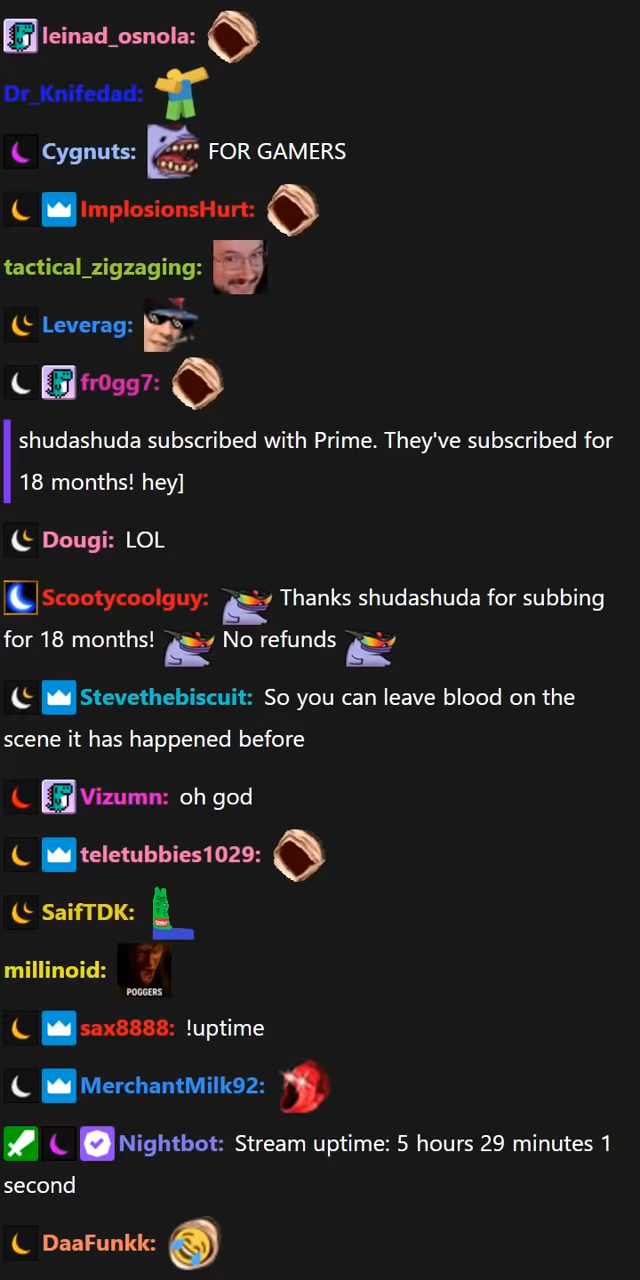 leinad_osnola:
Dr_Knifedad:
Cygnuts: FOR GAMERS
ImplosionsHurt:
tactical_zigzaging:
Leverag:
fr0gg7:
shudashuda subscribed with Prime. They've subscribed for
18 months! hey]
Dougi: LOL
Scootycoolguy: Thanks shudashuda for subbing
for 18 months! No refunds
Stevethebiscuit: So you can leave blood on the
scene it has happened before
Vizumn: oh god
teletubbies1029:
SaifTDK:
millinoid: POGGERS
sax8888: !uptime
MerchantMilk92:
Nightbot: Stream uptime: 5 hours 29 minutes 1
second
DaaFunkk: